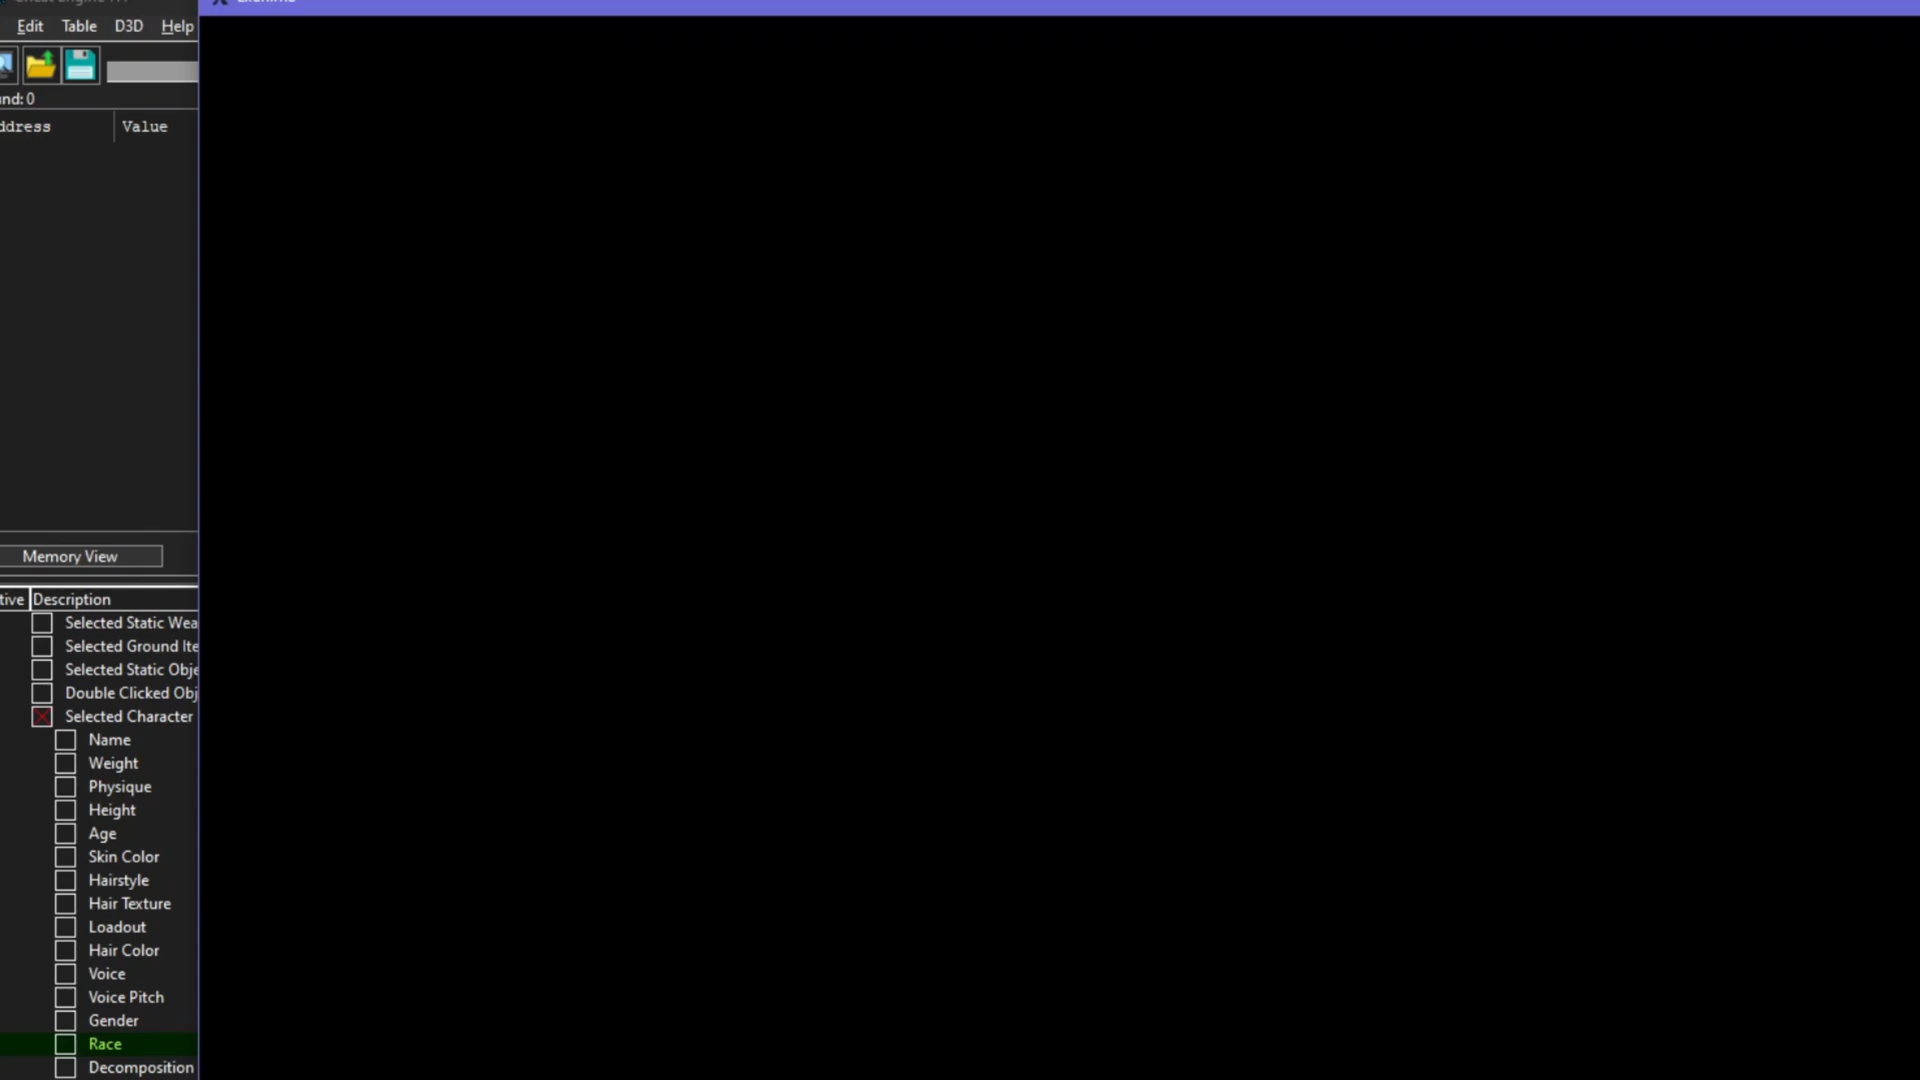 Edit Table D3D Help
und: 0
ddress Value
Memory View
tive Description
Selected Static Wea
Selected Ground Ite
Selected Static Obje
Double Clicked Obj
Selected Character
Name
Weight
Physique
Height
Age
Skin Color
Hairstyle
Hair Texture
Loadout
Hair Color
Voice
Voice Pitch
Gender
Race
Decomposition